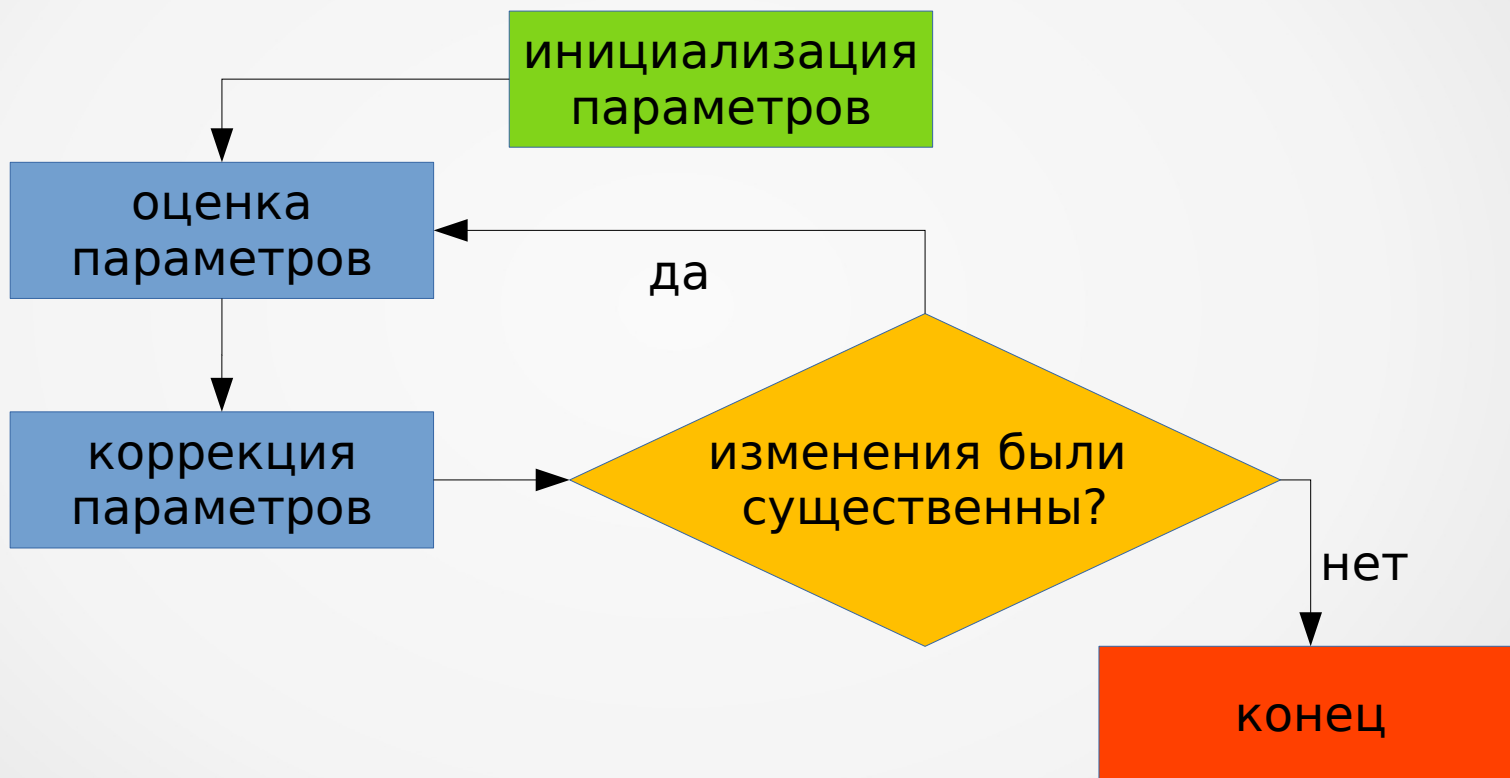 инициализация
параметров
оценка
параметров
да
коррекция
параметров
изменения были
существенны?
нет
конец